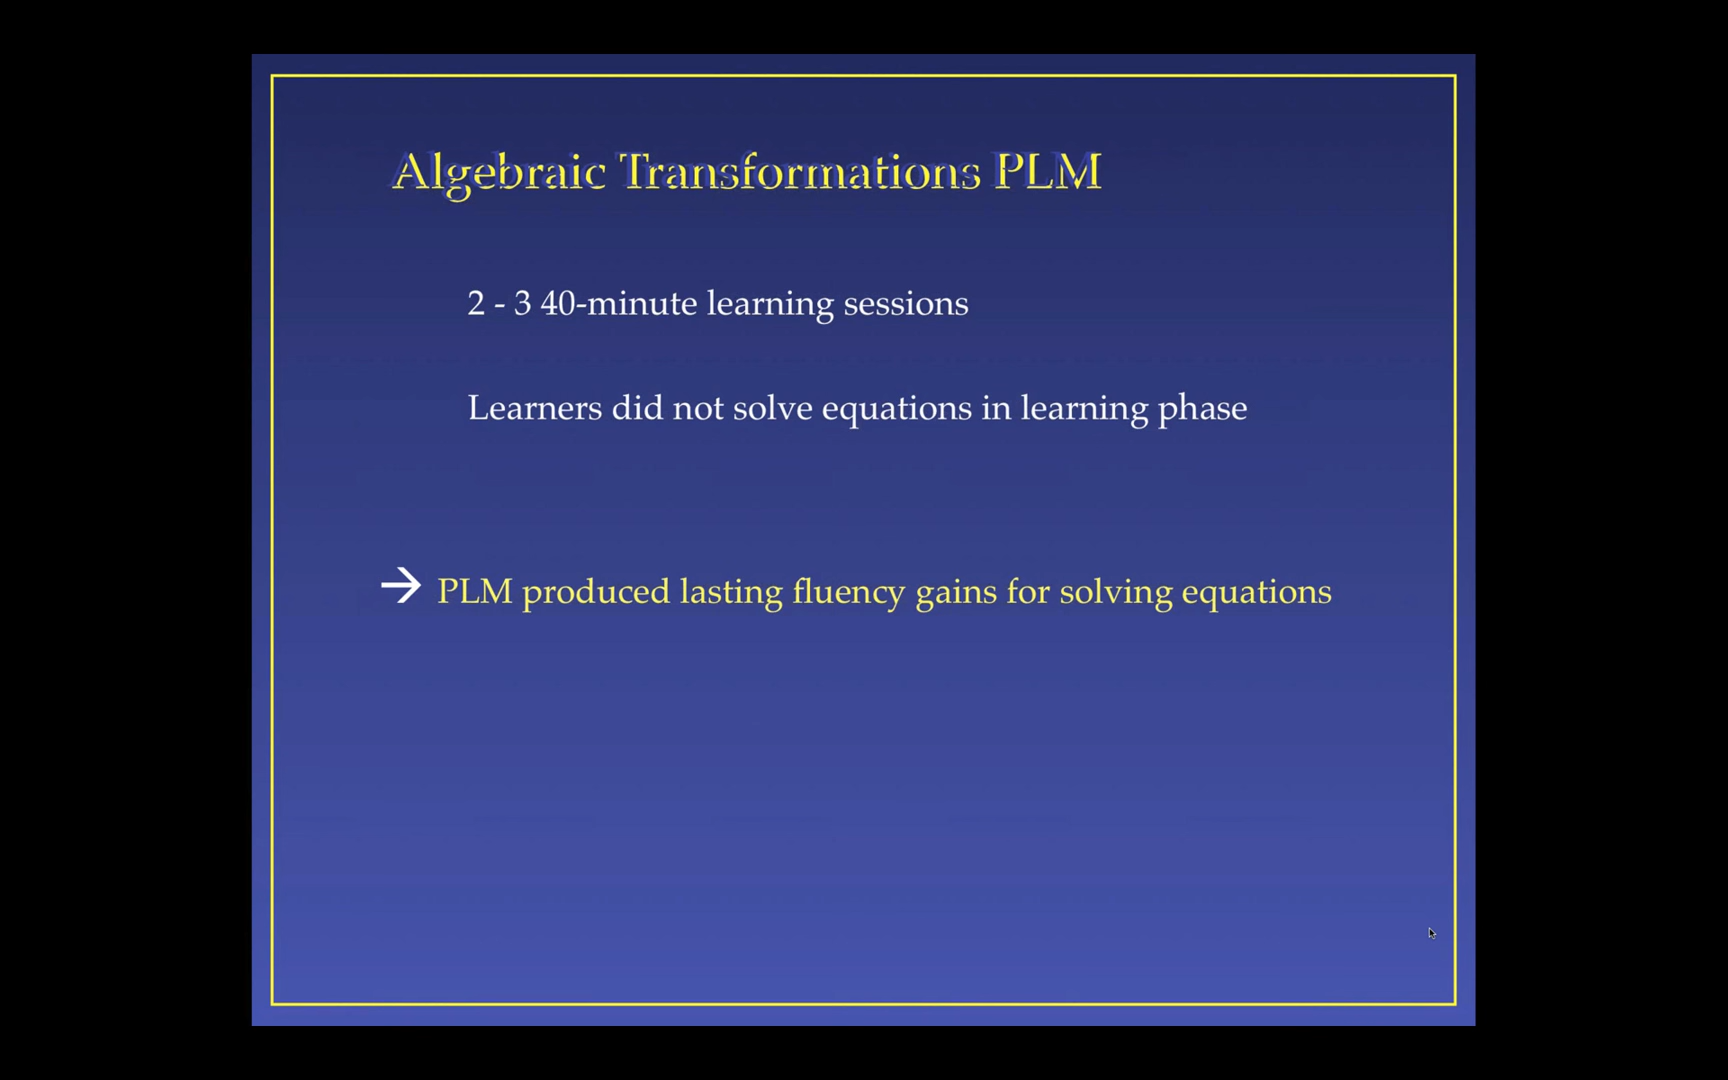 Algebraic Transformations PLM
2 - 3 40-minute learning sessions
Learners did not solve equations in learning phase
→ PLM produced lasting fluency gains for solving equations